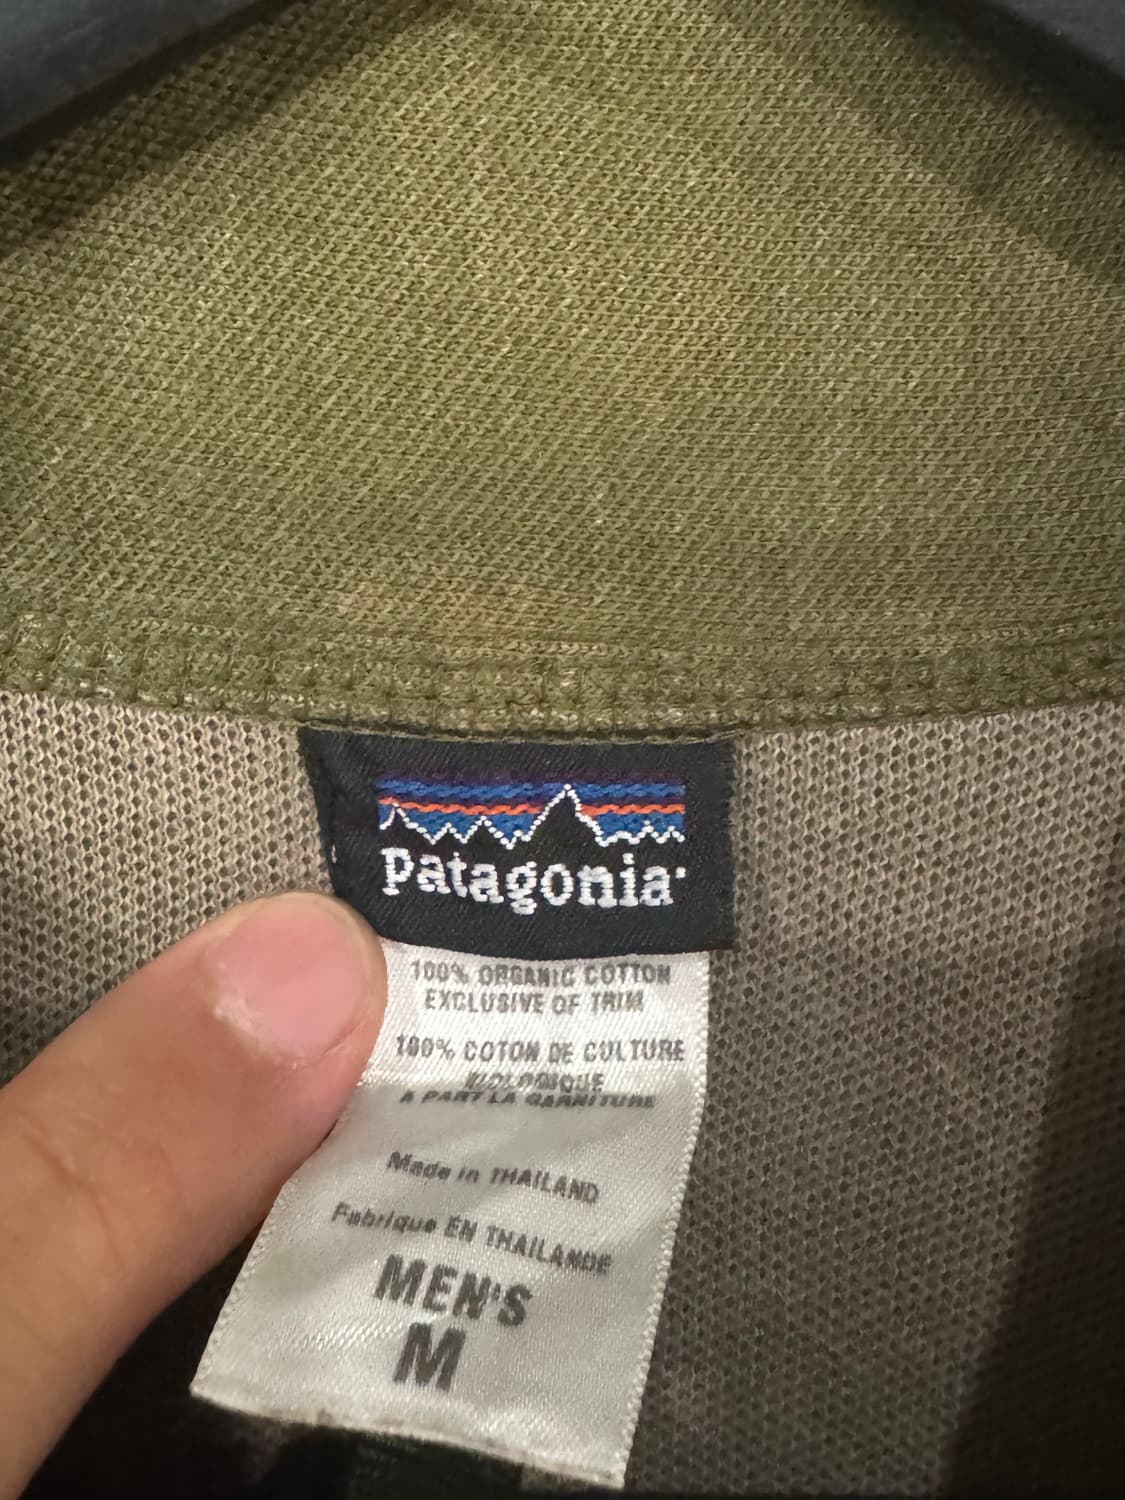 patagonia
100% ORGANIC COTTON
EXCLUSIVE OF TRIM
100% COTON DE CULTURE
BIOLOGIQUE
A PART LA GARNITURE
Made in THAILAND
Fabrique EN THAILANDE
MEN'S
M